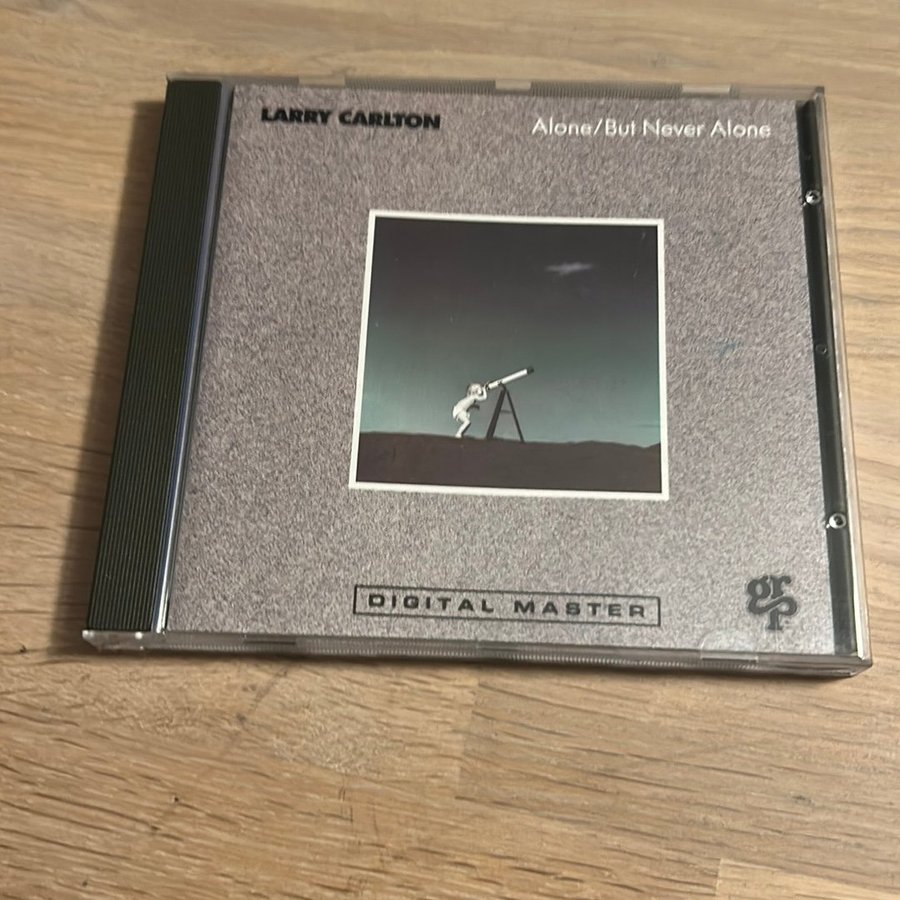 LARRY CARLTON
Alone/But Never Alone
DIGITAL MASTER
grp